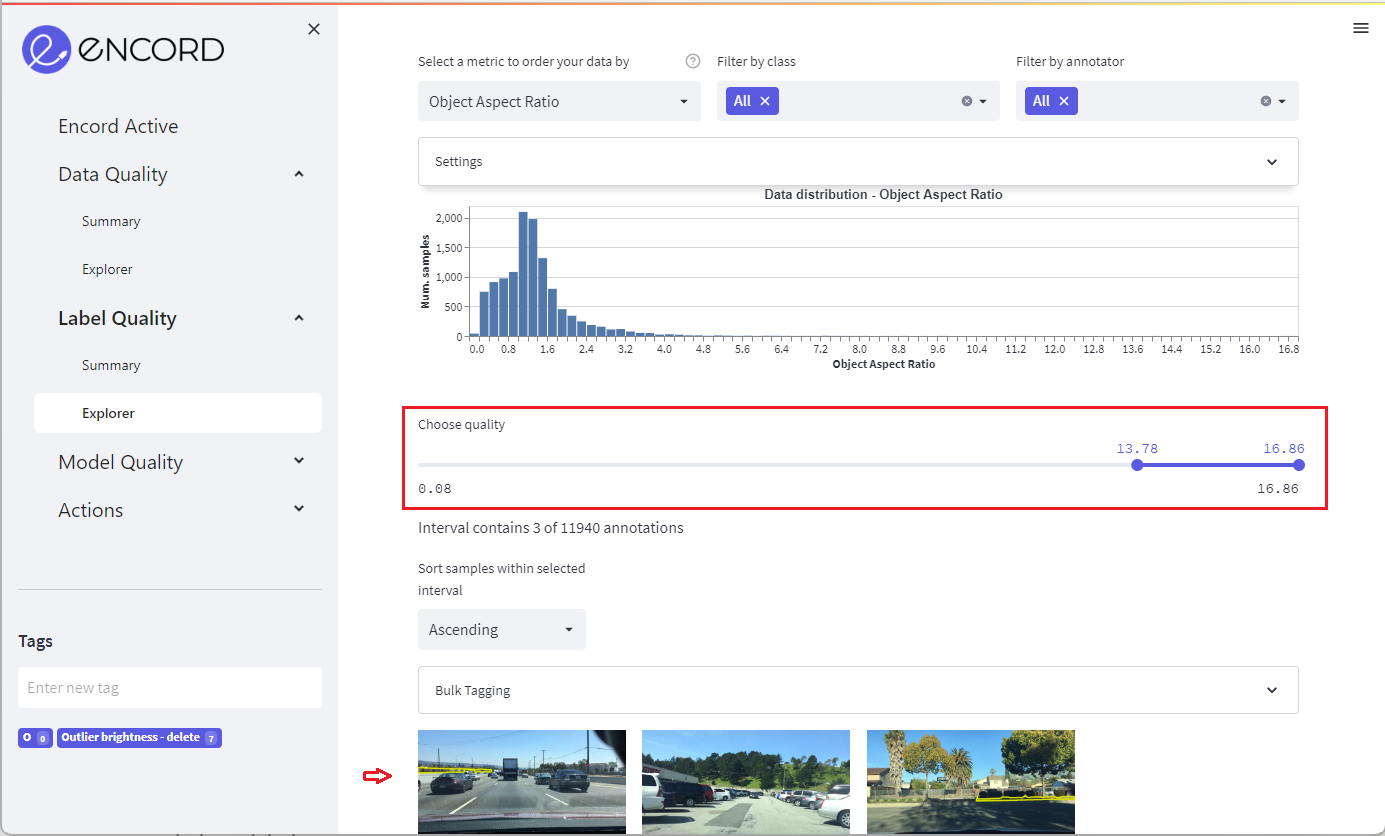 ENCORD
Encord Active
Data Quality
Summary
Explorer
Label Quality
Summary
Explorer
Model Quality
Actions
Tags
Enter new tag
O 0 Outlier brightness - delete 7
Select a metric to order your data by ? Filter by class Filter by annotator
Object Aspect Ratio All All
Settings
Data distribution - Object Aspect Ratio
Num. samples
2,000
1,500
1,000
500
0
0.0 0.8 1.6 2.4 3.2 4.0 4.8 5.6 6.4 7.2 8.0 8.8 9.6 10.4 11.2 12.0 12.8 13.6 14.4 15.2 16.0 16.8
Object Aspect Ratio
Choose quality
13.78 16.86
0.08 16.86
Interval contains 3 of 11940 annotations
Sort samples within selected
interval
Ascending
Bulk Tagging